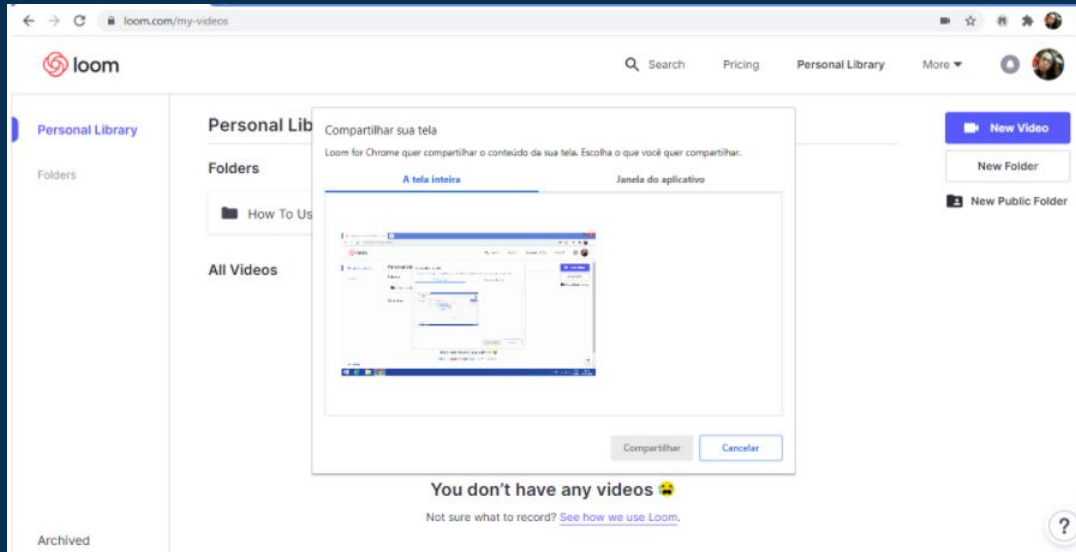 loom.com/my-videos
loom
Search
Pricing
Personal Library
More
Personal Library
Folders
Archived
Personal Lib
Folders
How To Us
All Videos
Compartilhar sua tela
Loom for Chrome quer compartilhar o conteúdo da sua tela. Escolha o que você quer compartilhar.
A tela inteira
Janela do aplicativo
Compartilhar
Cancelar
You don't have any videos
Not sure what to record? See how we use Loom.
New Video
New Folder
New Public Folder
?